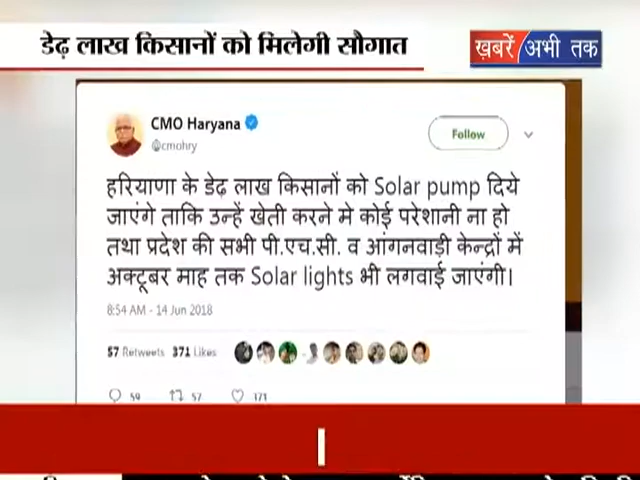 डेढ़ लाख किसानों को मिलेगी सौगात
ख़बरें अभी तक
CMO Haryana
@cmohry
Follow
हरियाणा के डेढ़ लाख किसानों को Solar pump दिये
जाएंगे ताकि उन्हें खेती करने मे कोई परेशानी ना हो
तथा प्रदेश की सभी पी.एच.सी. व आंगनवाड़ी केन्द्रों में
अक्टूबर माह तक Solar lights भी लगवाई जाएंगी।
8:54 AM - 14 Jun 2018
57 Retweets 371 Likes
59 57 371